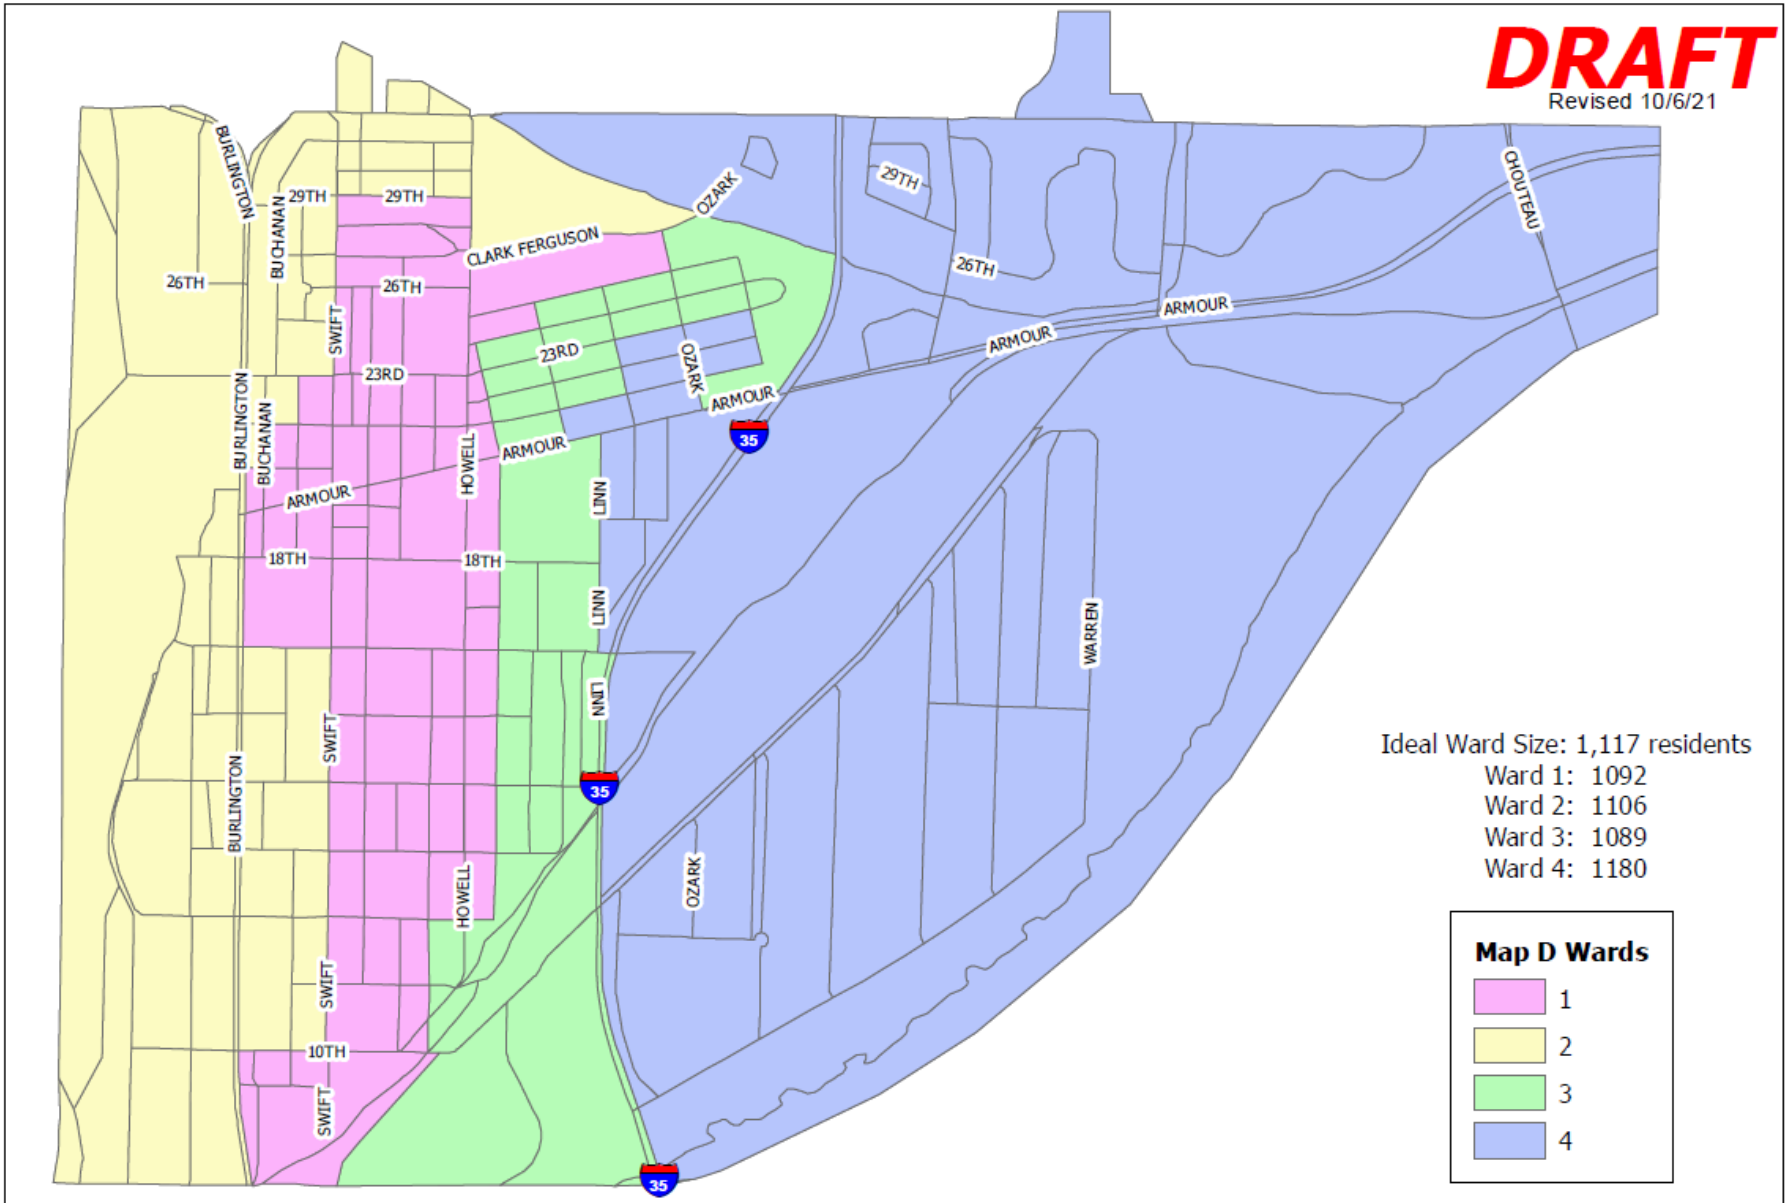 DRAFT
Revised 10/6/21
BURLINGTON
29TH
29TH
BUCHANAN
OZARK
29TH
CHOUTEAU
CLARK FERGUSON
26TH
26TH
26TH
SWIFT
ARMOUR
ARMOUR
23RD
OZARK
23RD
ARMOUR
BURLINGTON
BUCHANAN
35
HOWELL
ARMOUR
ARMOUR
LINN
18TH
18TH
LINN
WARREN
LINN
SWIFT
35
BURLINGTON
OZARK
HOWELL
SWIFT
10TH
SWIFT
35
Ideal Ward Size: 1,117 residents
Ward 1: 1092
Ward 2: 1106
Ward 3: 1089
Ward 4: 1180
Map D Wards
1
2
3
4